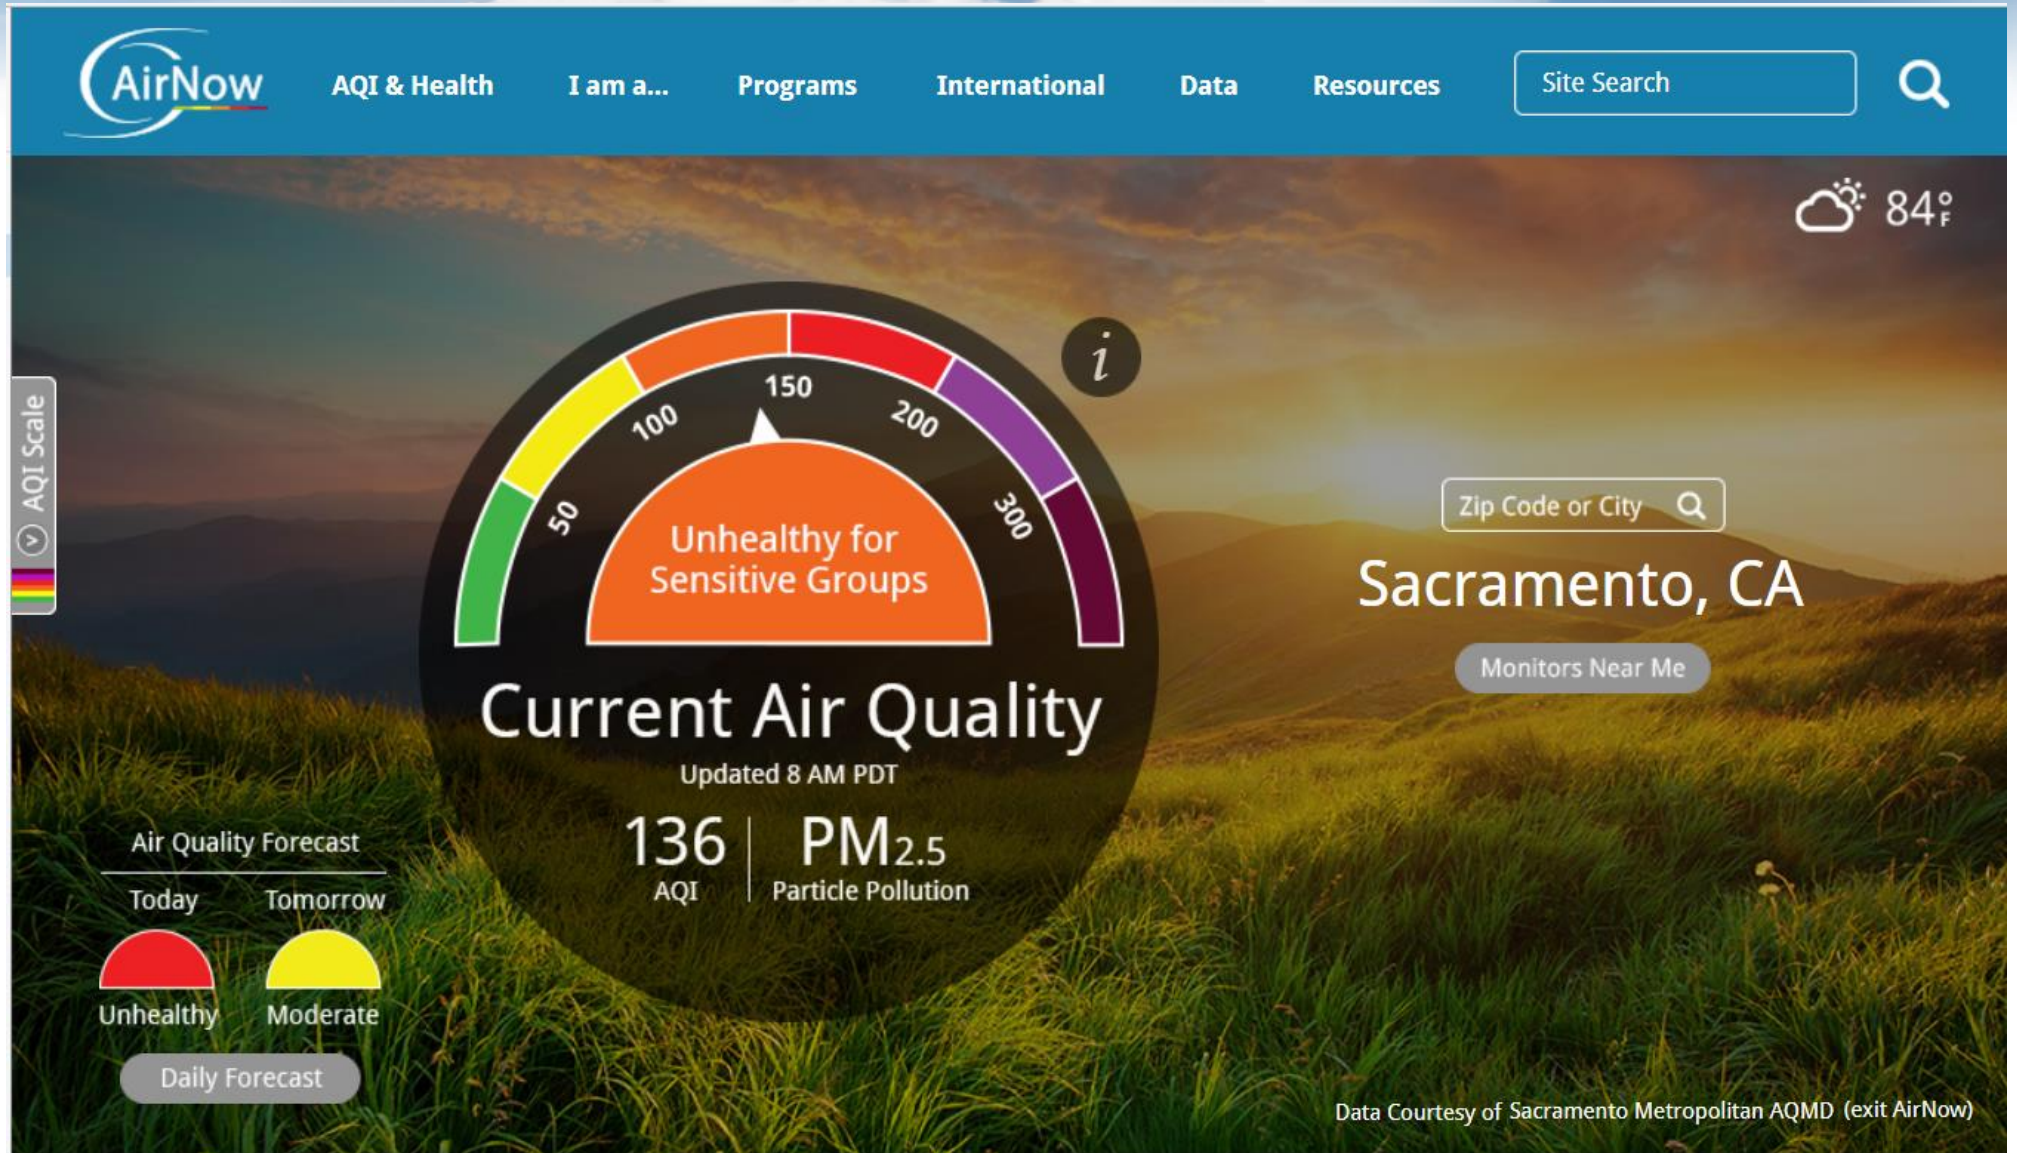 AirNow
AQI & Health
I am a...
Programs
International
Data
Resources
Site Search
84°F
AQI Scale
50
100
150
200
300
i
Unhealthy for
Sensitive Groups
Zip Code or City
Sacramento, CA
Monitors Near Me
Current Air Quality
Updated 8 AM PDT
136
AQI
PM2.5
Particle Pollution
Air Quality Forecast
Today
Tomorrow
Unhealthy
Moderate
Daily Forecast
Data Courtesy of Sacramento Metropolitan AQMD (exit AirNow)